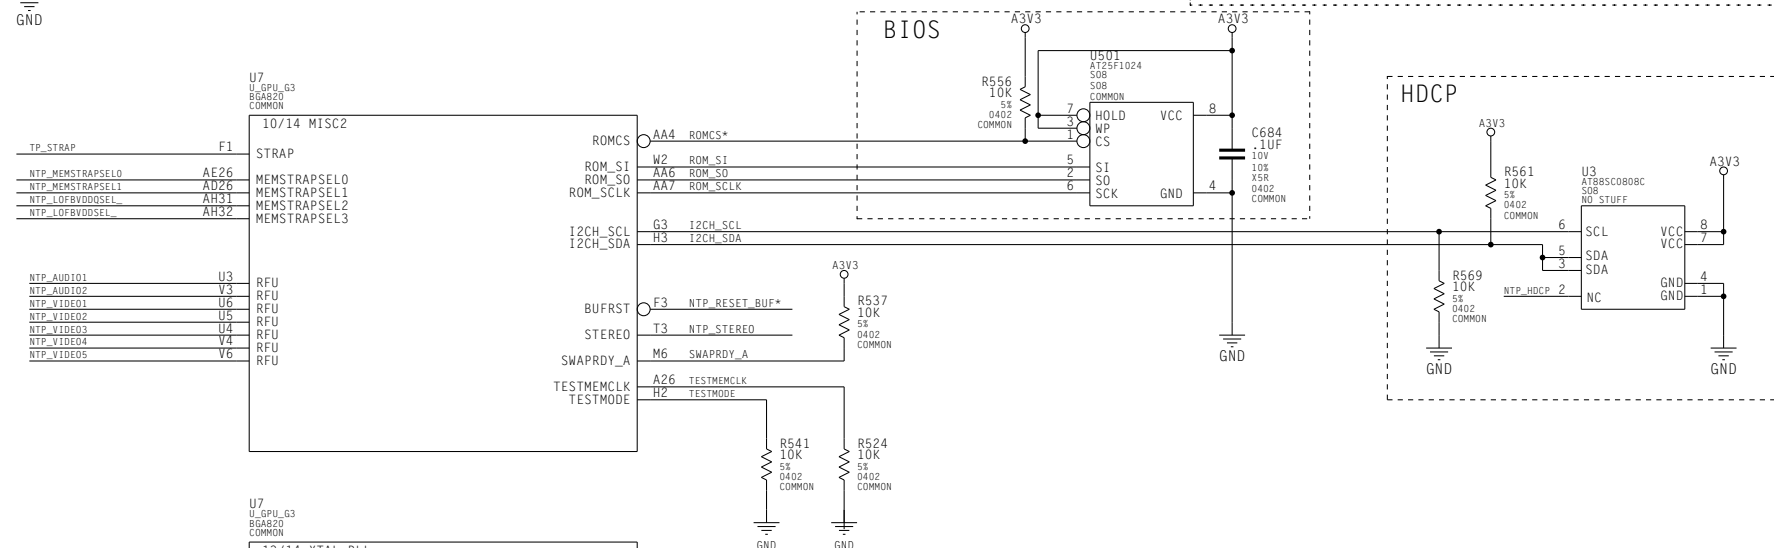 GND
BIOS
A3V3
A3V3
U501
AT25F1024
SO8
SO8
COMMON
R556
10K
5%
0402
COMMON
7 HOLD VCC 8
3 WP
1 CS
5 SI
2 SO
6 SCK GND 4
C684
.1UF
10V
10%
X5R
0402
COMMON
GND
U7
U_GPU_G3
BGA820
COMMON
10/14 MISC2
TP_STRAP F1 STRAP
NTP_MEMSTRAPSEL0 AE26 MEMSTRAPSEL0
NTP_MEMSTRAPSEL1 AD26 MEMSTRAPSEL1
NTP_LOFBVDDQSEL_ AH31 MEMSTRAPSEL2
NTP_LOFBVDDSEL_ AH32 MEMSTRAPSEL3
NTP_AUDIO1 U3 RFU
NTP_AUDIO2 V3 RFU
NTP_VIDEO1 U6 RFU
NTP_VIDEO2 U5 RFU
NTP_VIDEO3 U4 RFU
NTP_VIDEO4 V4 RFU
NTP_VIDEO5 V6 RFU
ROMCS AA4 ROMCS*
ROM_SI W2 ROM_SI
ROM_SO AA6 ROM_SO
ROM_SCLK AA7 ROM_SCLK
I2CH_SCL G3 I2CH_SCL
I2CH_SDA H3 I2CH_SDA
BUFRST F3 NTP_RESET_BUF*
STEREO T3 NTP_STEREO
SWAPRDY_A M6 SWAPRDY_A
TESTMEMCLK A26 TESTMEMCLK
TESTMODE H2 TESTMODE
A3V3
R537
10K
5%
0402
COMMON
R541
10K
5%
0402
COMMON
GND
R524
10K
5%
0402
COMMON
GND
HDCP
A3V3
R561
10K
5%
0402
COMMON
U3
AT88SC0808C
SO8
NO STUFF
A3V3
6 SCL VCC 8
VCC 7
5 SDA
3 SDA
GND 4
NTP_HDCP 2 NC GND 1
R569
10K
5%
0402
COMMON
GND
GND
U7
U_GPU_G3
BGA820
COMMON